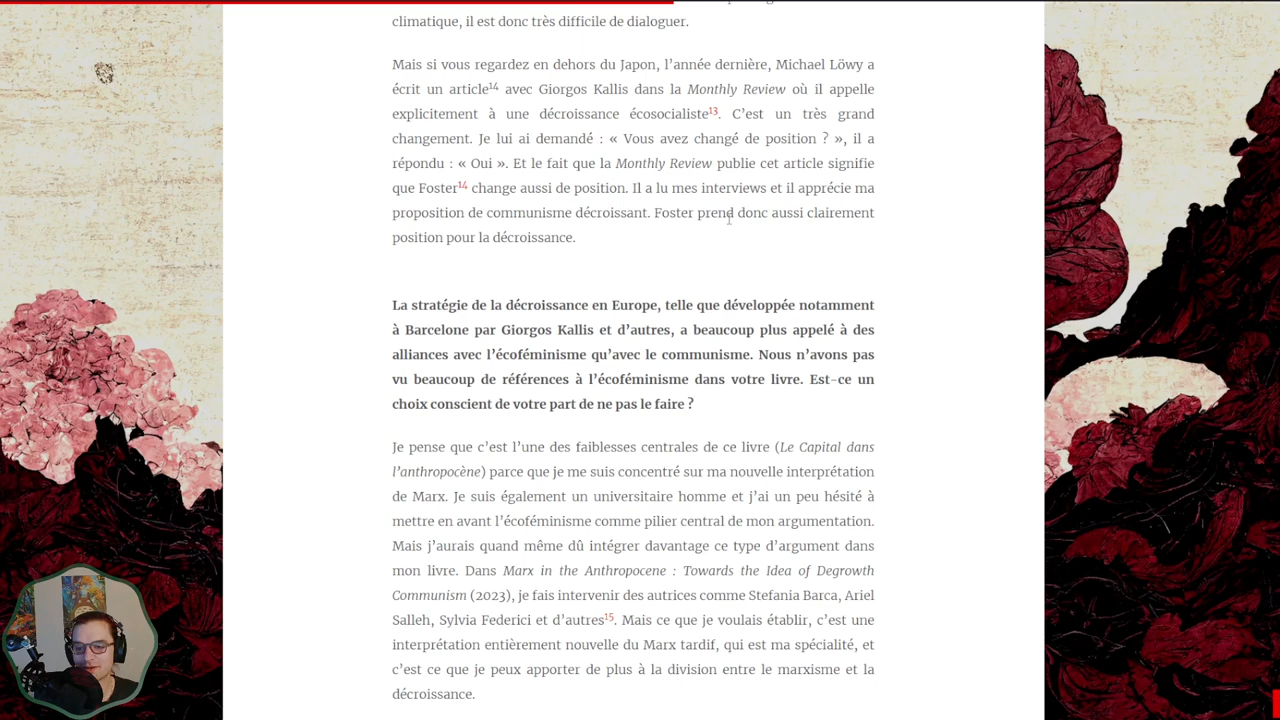 climatique, il est donc très difficile de dialoguer.
Mais si vous regardez en dehors du Japon, l’année dernière, Michael Löwy a
écrit un article¹⁴ avec Giorgos Kallis dans la Monthly Review où il appelle
explicitement à une décroissance écosocialiste¹³. C’est un très grand
changement. Je lui ai demandé : « Vous avez changé de position ? », il a
répondu : « Oui ». Et le fait que la Monthly Review publie cet article signifie
que Foster¹⁴ change aussi de position. Il a lu mes interviews et il apprécie ma
proposition de communisme décroissant. Foster prend donc aussi clairement
position pour la décroissance.
La stratégie de la décroissance en Europe, telle que développée notamment
à Barcelone par Giorgos Kallis et d’autres, a beaucoup plus appelé à des
alliances avec l’écoféminisme qu’avec le communisme. Nous n’avons pas
vu beaucoup de références à l’écoféminisme dans votre livre. Est-ce un
choix conscient de votre part de ne pas le faire ?
Je pense que c’est l’une des faiblesses centrales de ce livre (Le Capital dans
l’anthropocène) parce que je me suis concentré sur ma nouvelle interprétation
de Marx. Je suis également un universitaire homme et j’ai un peu hésité à
mettre en avant l’écoféminisme comme pilier central de mon argumentation.
Mais j’aurais quand même dû intégrer davantage ce type d’argument dans
mon livre. Dans Marx in the Anthropocene : Towards the Idea of Degrowth
Communism (2023), je fais intervenir des autrices comme Stefania Barca, Ariel
Salleh, Sylvia Federici et d’autres¹⁵. Mais ce que je voulais établir, c’est une
interprétation entièrement nouvelle du Marx tardif, qui est ma spécialité, et
c’est ce que je peux apporter de plus à la division entre le marxisme et la
décroissance.